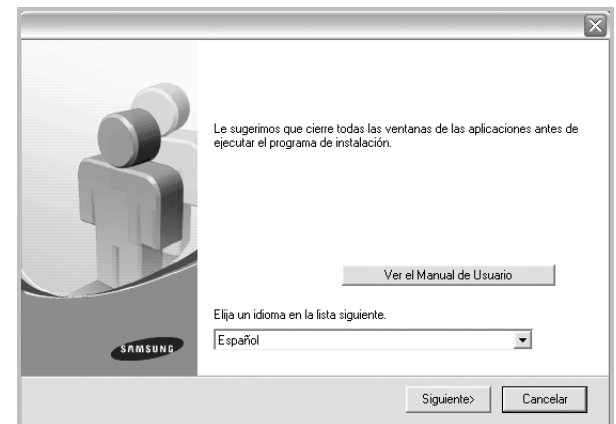 Le sugerimos que cierre todas las ventanas de las aplicaciones antes de
ejecutar el programa de instalación.
Ver el Manual de Usuario
Elija un idioma en la lista siguiente.
Español
SAMSUNG
Siguiente>
Cancelar